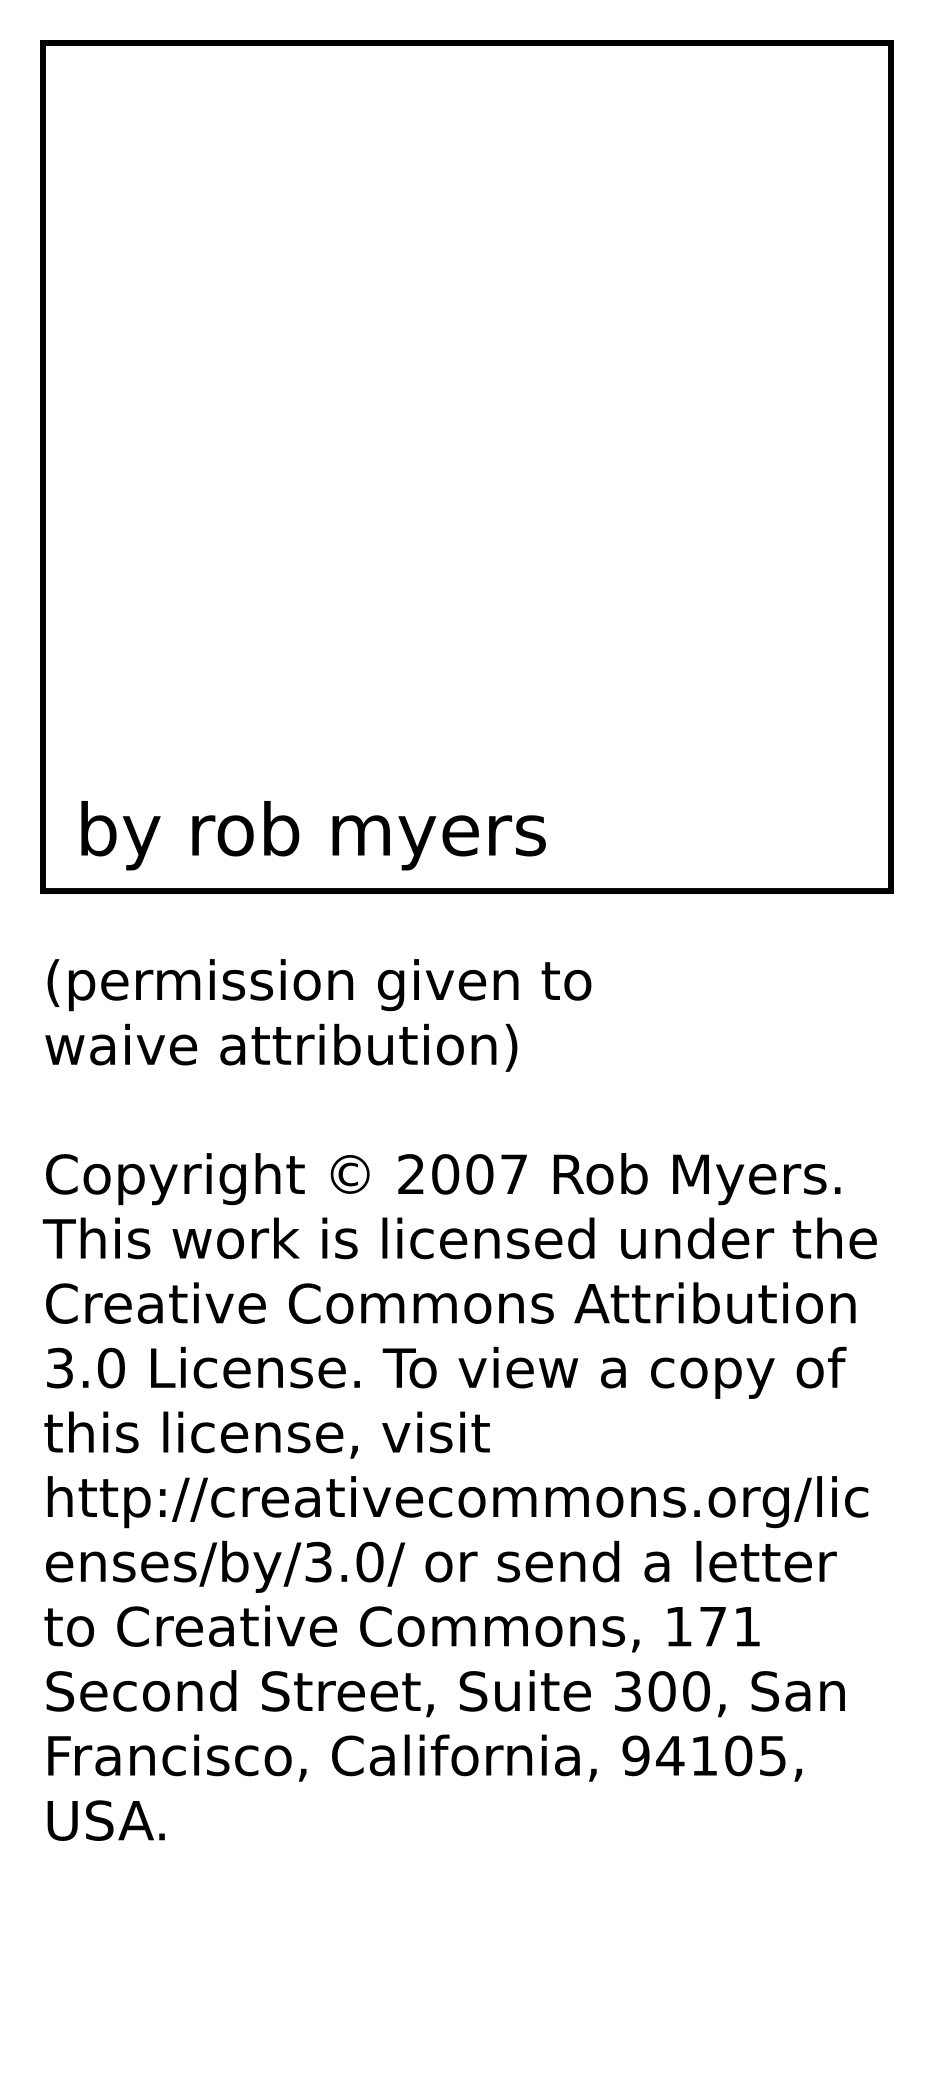 by rob myers
(permission given to
waive attribution)
Copyright © 2007 Rob Myers.
This work is licensed under the
Creative Commons Attribution
3.0 License. To view a copy of
this license, visit
http://creativecommons.org/lic
enses/by/3.0/ or send a letter
to Creative Commons, 171
Second Street, Suite 300, San
Francisco, California, 94105,
USA.